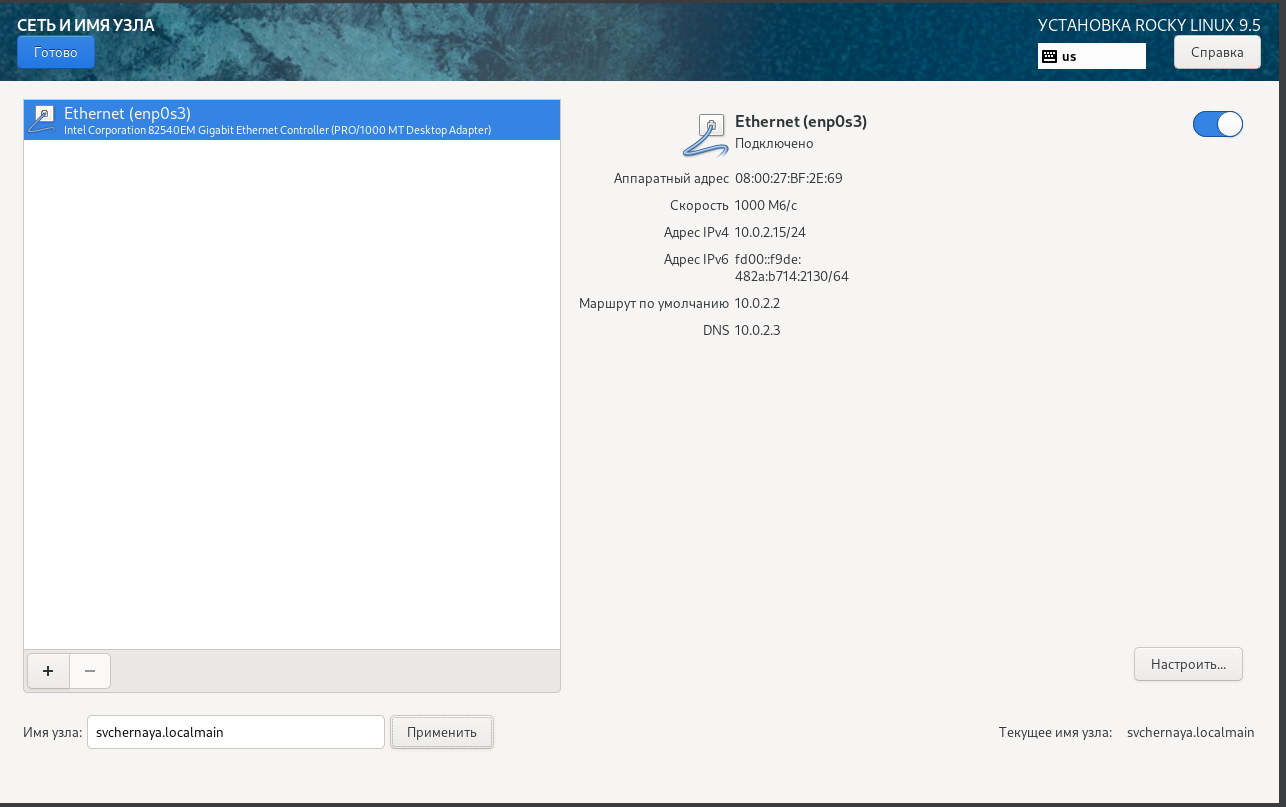 СЕТЬ И ИМЯ УЗЛА
УСТАНОВКА ROCKY LINUX 9.5
Готово
us
Справка
Ethernet (enp0s3)
Intel Corporation 82540EM Gigabit Ethernet Controller (PRO/1000 MT Desktop Adapter)
Ethernet (enp0s3)
Подключено
Аппаратный адрес 08:00:27:BF:2E:69
Скорость 1000 Мб/с
Адрес IPv4 10.0.2.15/24
Адрес IPv6 fd00::f9de:
482a:b714:2130/64
Маршрут по умолчанию 10.0.2.2
DNS 10.0.2.3
Настроить...
Имя узла: svchernaya.localmain
Применить
Текущее имя узла: svchernaya.localmain